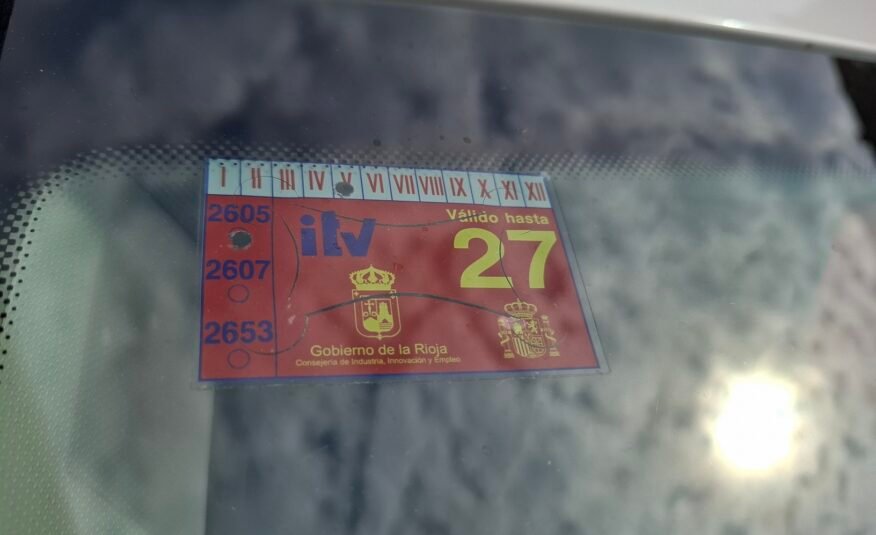 I II III IV V VI VII VIII IX X XI XII
2605
2607
2653
itv
Válido hasta
27
Gobierno de la Rioja
Consejería de Industria, Innovación y Empleo